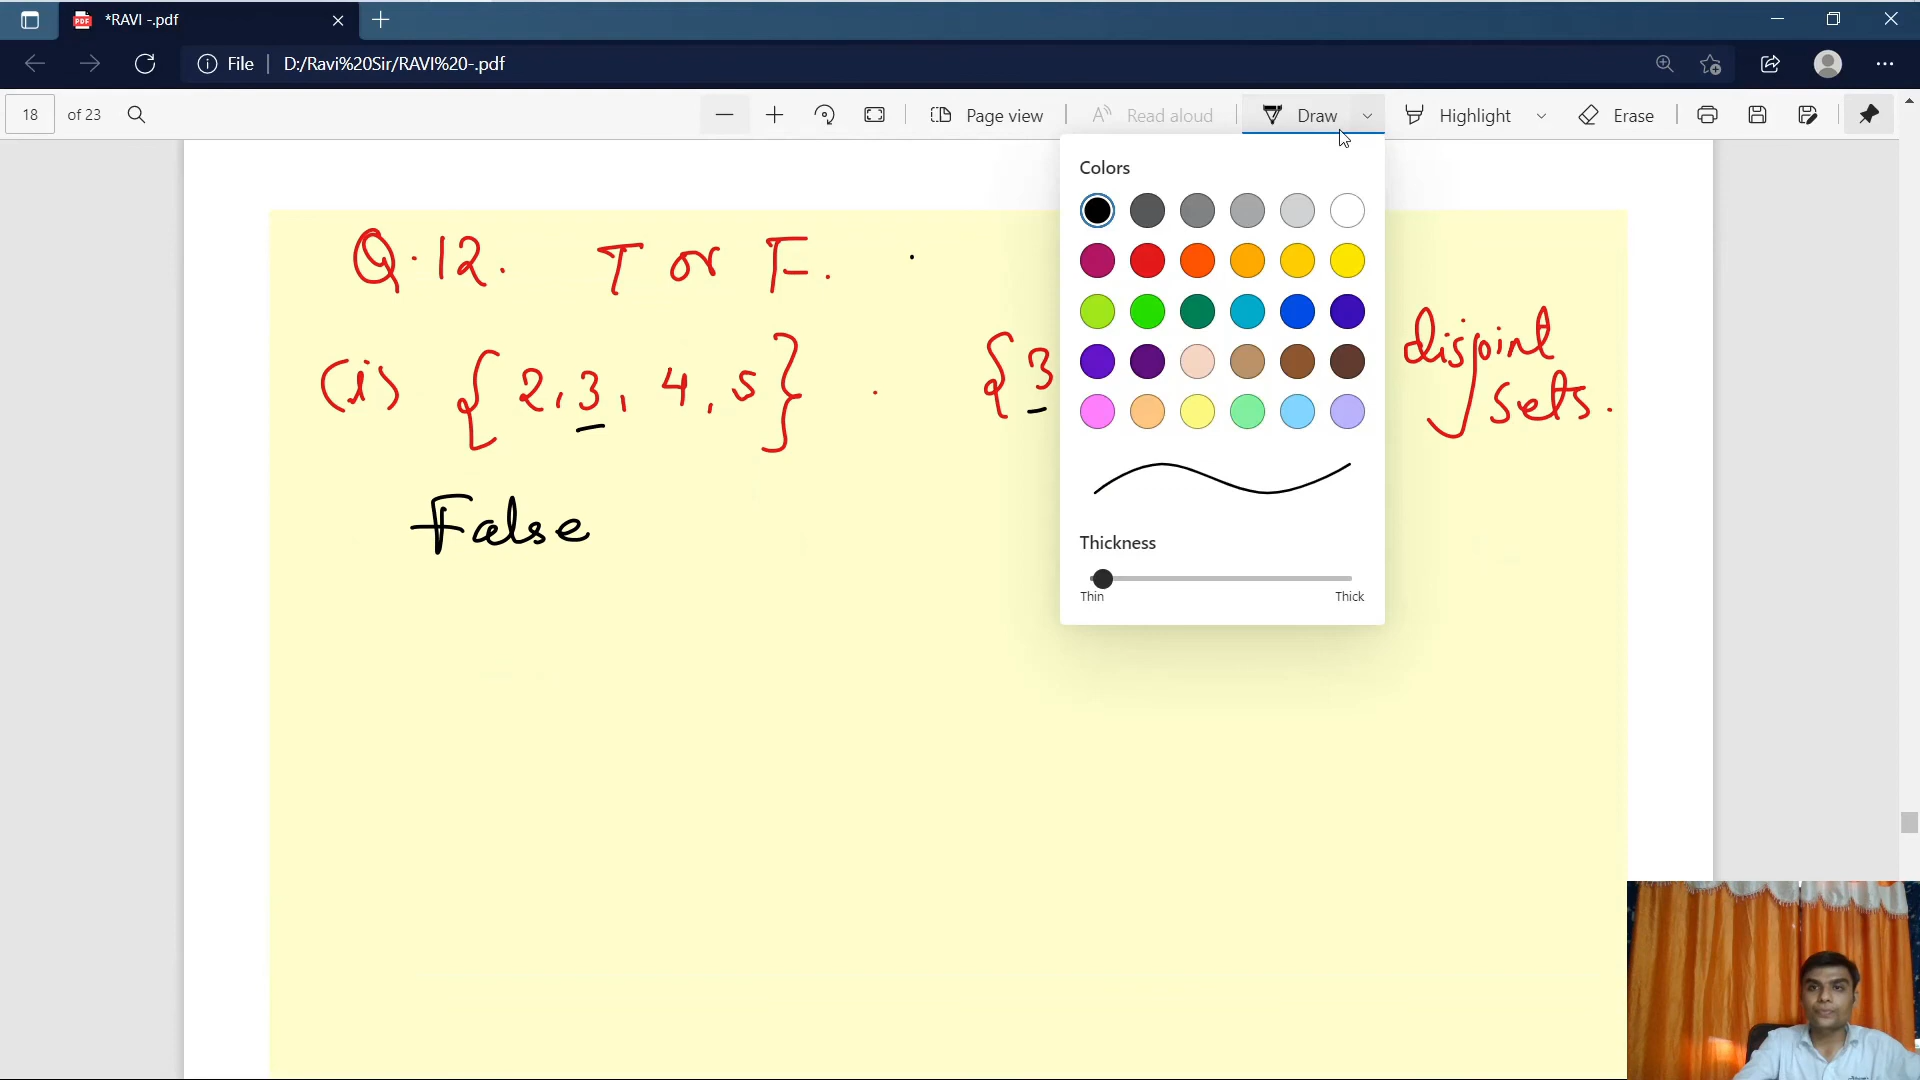 *RAVI -.pdf
File D:/Ravi%20Sir/RAVI%20-.pdf
18 of 23 Page view Read aloud Draw Highlight Erase
Colors
Thickness
Thin Thick
Q.12. T or F.
(i) {2,3, 4, 5} . {3 disjoint
sets.
False